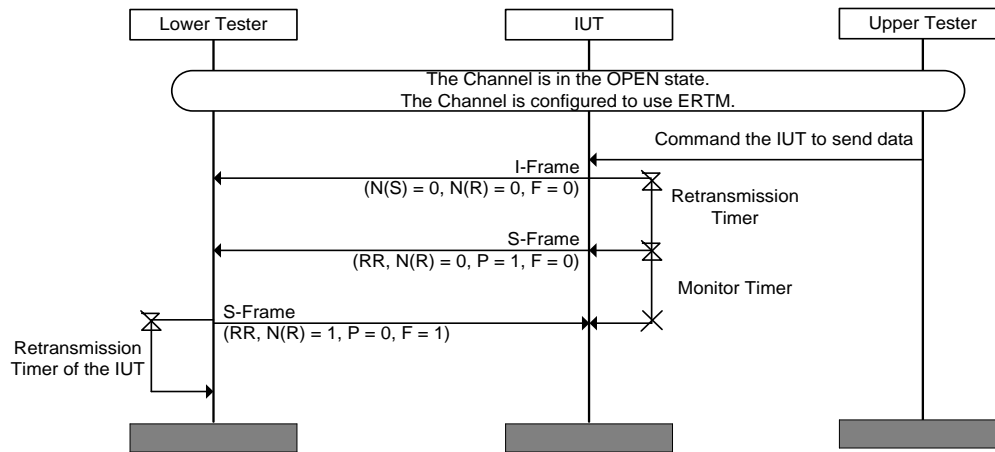 Lower Tester
IUT
Upper Tester
The Channel is in the OPEN state.
The Channel is configured to use ERTM.
Command the IUT to send data
I-Frame
(N(S) = 0, N(R) = 0, F = 0)
Retransmission
Timer
S-Frame
(RR, N(R) = 0, P = 1, F = 0)
Monitor Timer
S-Frame
(RR, N(R) = 1, P = 0, F = 1)
Retransmission
Timer of the IUT